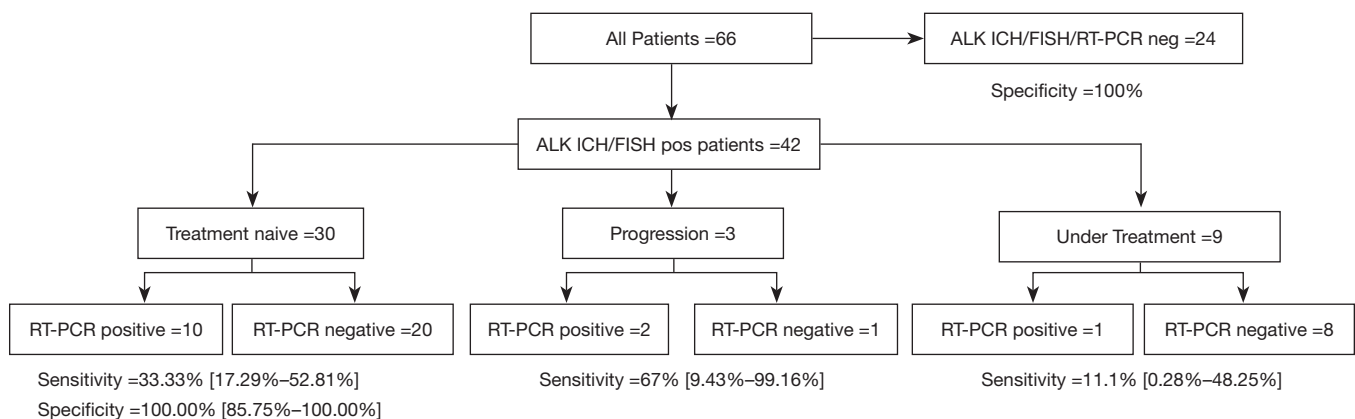 All Patients =66
ALK ICH/FISH/RT-PCR neg =24
Specificity =100%
ALK ICH/FISH pos patients =42
Treatment naive =30
Progression =3
Under Treatment =9
RT-PCR positive =10
RT-PCR negative =20
RT-PCR positive =2
RT-PCR negative =1
RT-PCR positive =1
RT-PCR negative =8
Sensitivity =33.33% [17.29%–52.81%]
Specificity =100.00% [85.75%–100.00%]
Sensitivity =67% [9.43%–99.16%]
Sensitivity =11.1% [0.28%–48.25%]